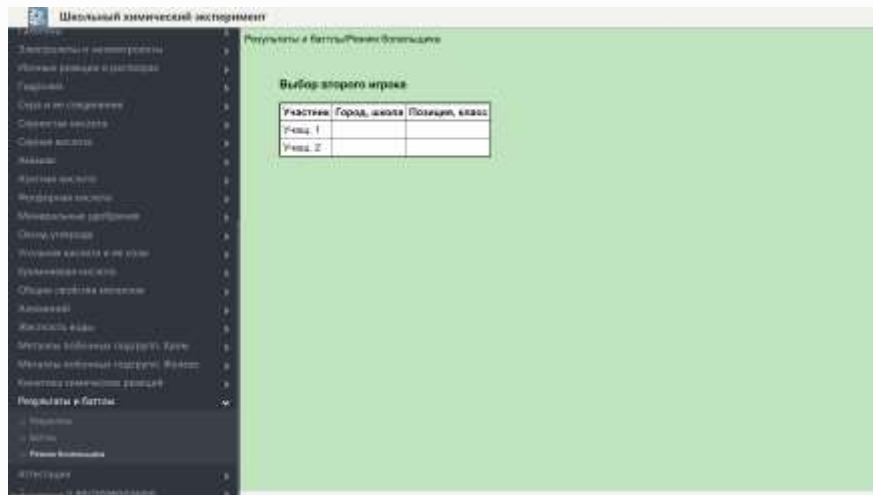 Школьный химический эксперимент
Электролиты и неэлектролиты
Ионные реакции в растворах
Гидролиз
Сера и ее соединения
Серная кислота
Аммиак
Азотная кислота
Фосфорная кислота
Минеральные удобрения
Оксид углерода
Угольная кислота и ее соли
Кремниевая кислота
Общие свойства металлов
Алюминий
Жесткость воды
Металлы побочных подгрупп. Хром
Металлы побочных подгрупп. Железо
Кинетика химических реакций
Результаты и баттлы
Результаты
Баттлы
Режим болельщика
Аттестация
Результаты и баттлы/Режим болельщика
Выбор второго игрока
Участник Город, школа Позиция, класс
Учащ. 1
Учащ. 2